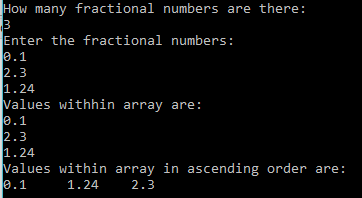 How many fractional numbers are there:
3
Enter the fractional numbers:
0.1
2.3
1.24
Values withhin array are:
0.1
2.3
1.24
Values within array in ascending order are:
0.1 1.24 2.3